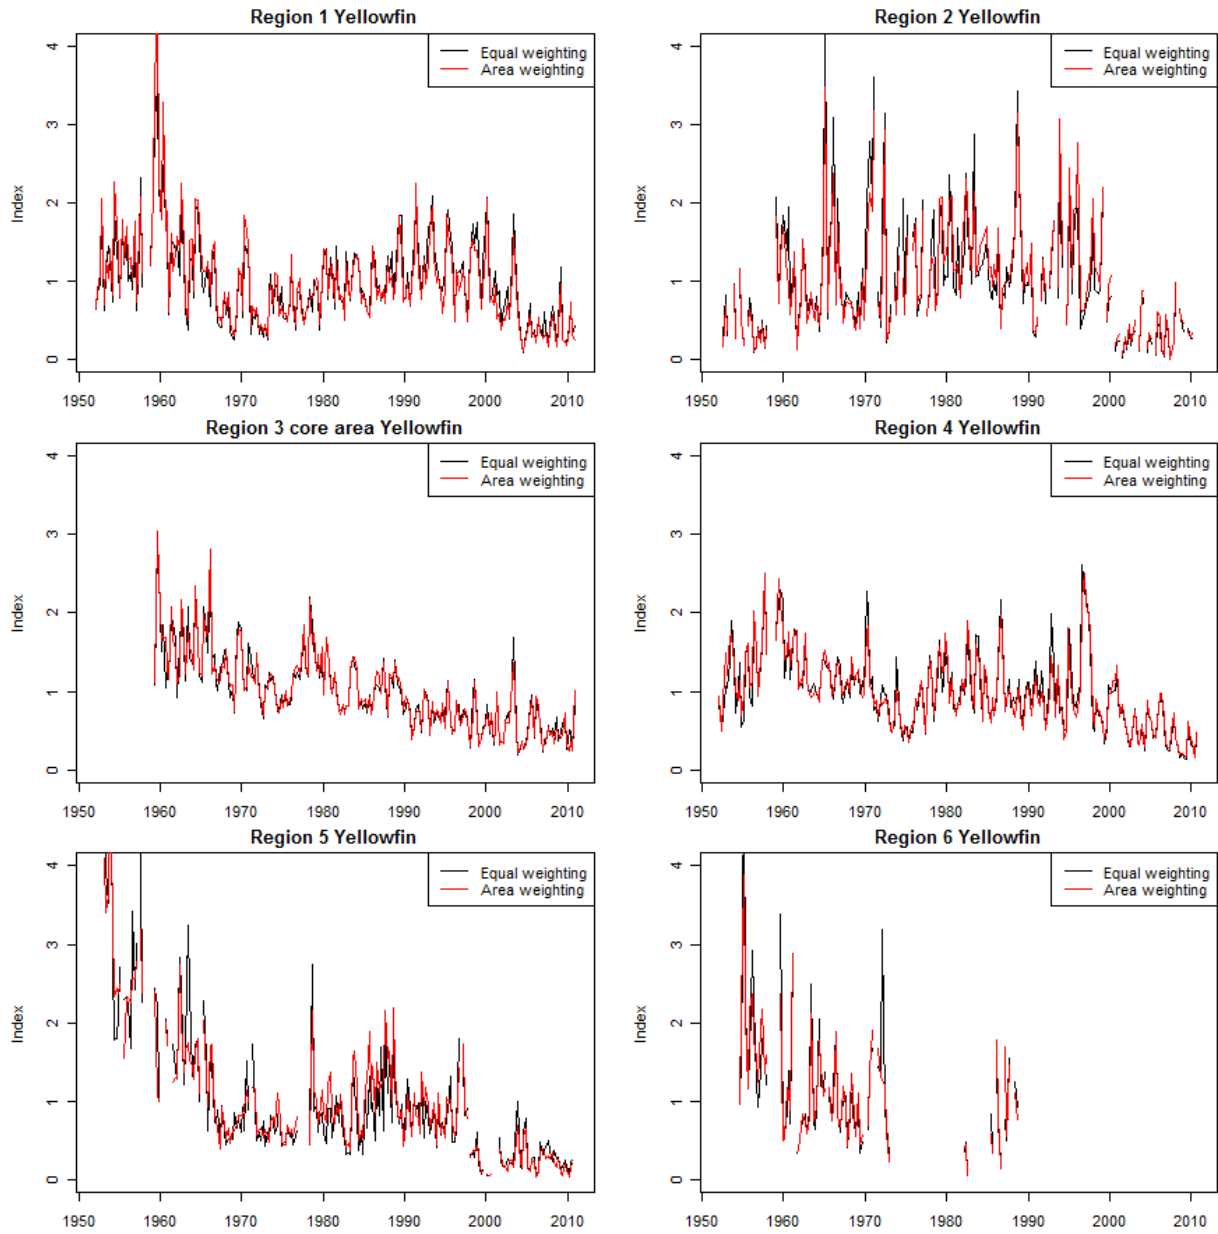 Region 1 Yellowfin
Index
4
3
2
1
0
Equal weighting
Area weighting
1950 1960 1970 1980 1990 2000 2010
Region 2 Yellowfin
Index
4
3
2
1
0
Equal weighting
Area weighting
1950 1960 1970 1980 1990 2000 2010
Region 3 core area Yellowfin
Index
4
3
2
1
0
Equal weighting
Area weighting
1950 1960 1970 1980 1990 2000 2010
Region 4 Yellowfin
Index
4
3
2
1
0
Equal weighting
Area weighting
1950 1960 1970 1980 1990 2000 2010
Region 5 Yellowfin
Index
4
3
2
1
0
Equal weighting
Area weighting
1950 1960 1970 1980 1990 2000 2010
Region 6 Yellowfin
Index
4
3
2
1
0
Equal weighting
Area weighting
1950 1960 1970 1980 1990 2000 2010